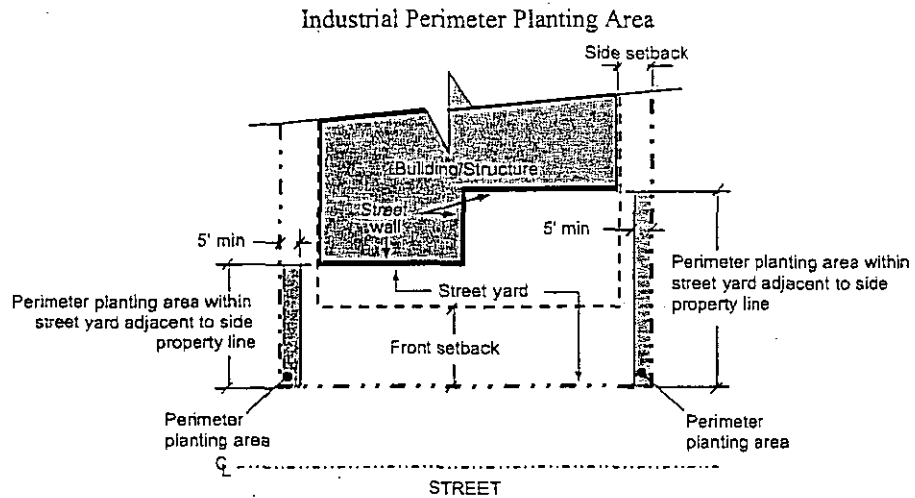 Industrial Perimeter Planting Area
Side setback
Building/Structure
Street
wall
5' min
5' min
Perimeter planting area within
street yard adjacent to side
property line
Street yard
Perimeter planting area within
street yard adjacent to side
property line
Front setback
Perimeter
planting area
Perimeter
planting area
CL
STREET